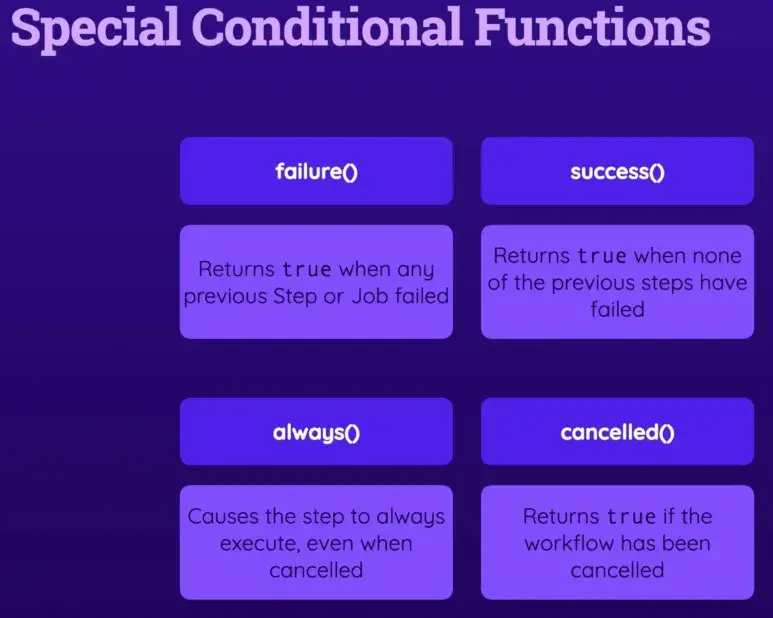 Special Conditional Functions
failure()
Returns true when any
previous Step or Job failed
success()
Returns true when none
of the previous steps have
failed
always()
Causes the step to always
execute, even when
cancelled
cancelled()
Returns true if the
workflow has been
cancelled